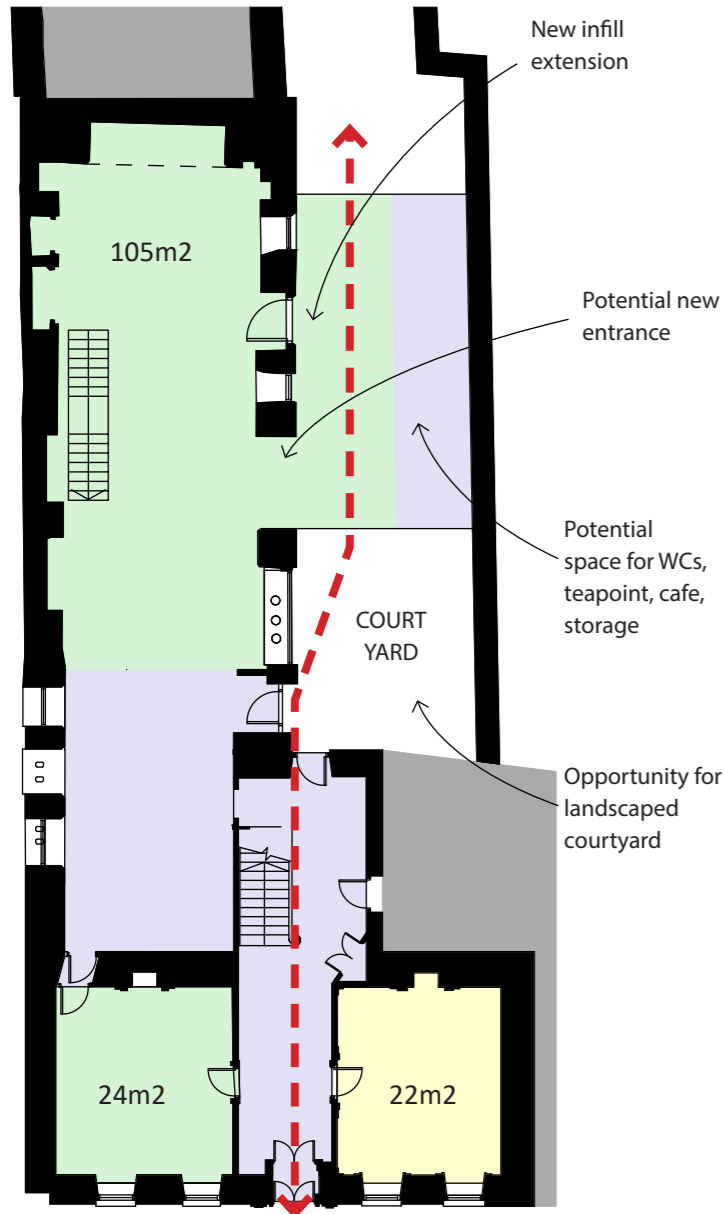 New infill
extension
105m2
Potential new
entrance
Potential
space for WCs,
teapoint, cafe,
storage
COURT
YARD
Opportunity for
landscaped
courtyard
24m2
22m2